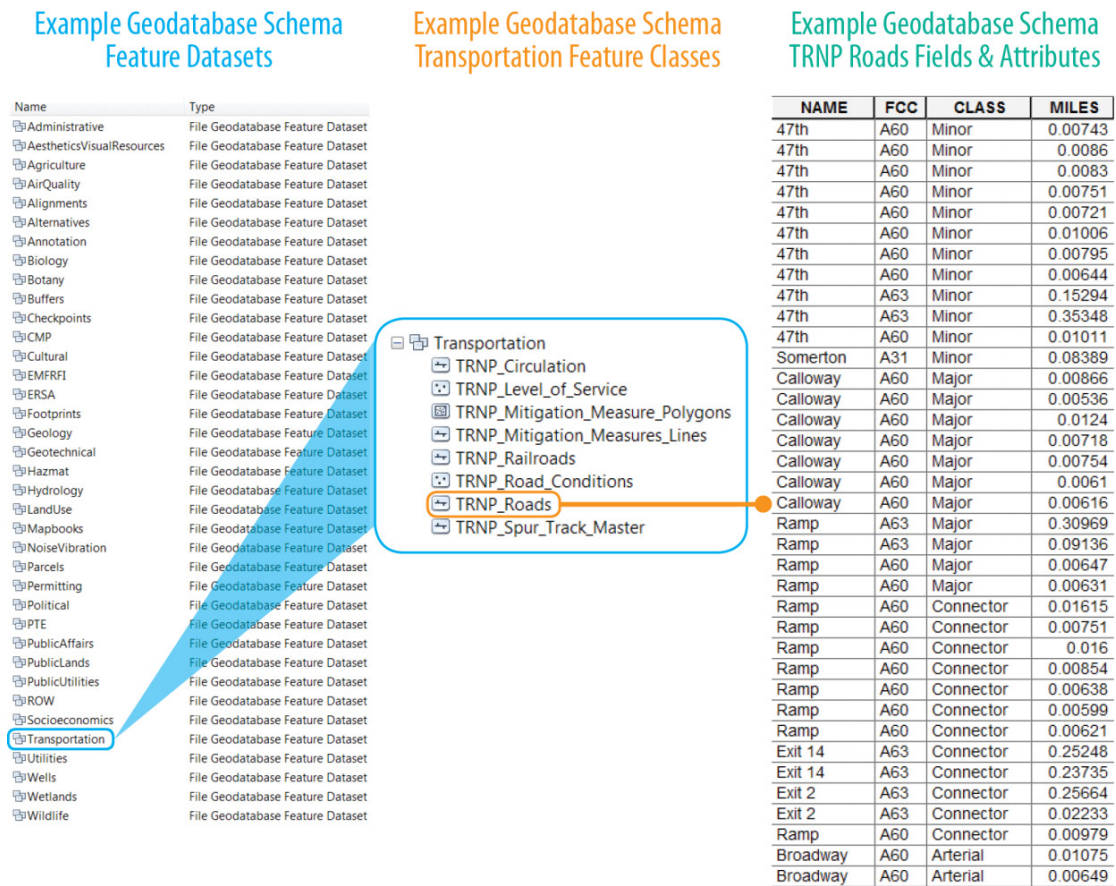 Example Geodatabase Schema
Feature Datasets
Example Geodatabase Schema
Transportation Feature Classes
Example Geodatabase Schema
TRNP Roads Fields & Attributes
Name Type
Administrative File Geodatabase Feature Dataset
AestheticsVisualResources File Geodatabase Feature Dataset
Agriculture File Geodatabase Feature Dataset
AirQuality File Geodatabase Feature Dataset
Alignments File Geodatabase Feature Dataset
Alternatives File Geodatabase Feature Dataset
Annotation File Geodatabase Feature Dataset
Biology File Geodatabase Feature Dataset
Botany File Geodatabase Feature Dataset
Buffers File Geodatabase Feature Dataset
Checkpoints File Geodatabase Feature Dataset
CMP File Geodatabase Feature Dataset
Cultural File Geodatabase Feature Dataset
EMFRFI File Geodatabase Feature Dataset
ERSA File Geodatabase Feature Dataset
Footprints File Geodatabase Feature Dataset
Geology File Geodatabase Feature Dataset
Geotechnical File Geodatabase Feature Dataset
Hazmat File Geodatabase Feature Dataset
Hydrology File Geodatabase Feature Dataset
LandUse File Geodatabase Feature Dataset
Mapbooks File Geodatabase Feature Dataset
NoiseVibration File Geodatabase Feature Dataset
Parcels File Geodatabase Feature Dataset
Permitting File Geodatabase Feature Dataset
Political File Geodatabase Feature Dataset
PTE File Geodatabase Feature Dataset
PublicAffairs File Geodatabase Feature Dataset
PublicLands File Geodatabase Feature Dataset
PublicUtilities File Geodatabase Feature Dataset
ROW File Geodatabase Feature Dataset
Socioeconomics File Geodatabase Feature Dataset
Transportation File Geodatabase Feature Dataset
Utilities File Geodatabase Feature Dataset
Wells File Geodatabase Feature Dataset
Wetlands File Geodatabase Feature Dataset
Wildlife File Geodatabase Feature Dataset
Transportation
TRNP_Circulation
TRNP_Level_of_Service
TRNP_Mitigation_Measure_Polygons
TRNP_Mitigation_Measures_Lines
TRNP_Railroads
TRNP_Road_Conditions
TRNP_Roads
TRNP_Spur_Track_Master
NAME FCC CLASS MILES
47th A60 Minor 0.00743
47th A60 Minor 0.0086
47th A60 Minor 0.0083
47th A60 Minor 0.00751
47th A60 Minor 0.00721
47th A60 Minor 0.01006
47th A60 Minor 0.00795
47th A60 Minor 0.00644
47th A63 Minor 0.15294
47th A63 Minor 0.35348
47th A60 Minor 0.01011
Somerton A31 Minor 0.08389
Calloway A60 Major 0.00866
Calloway A60 Major 0.00536
Calloway A60 Major 0.0124
Calloway A60 Major 0.00718
Calloway A60 Major 0.00754
Calloway A60 Major 0.0061
Calloway A60 Major 0.00616
Ramp A63 Major 0.30969
Ramp A63 Major 0.09136
Ramp A60 Major 0.00647
Ramp A60 Major 0.00631
Ramp A60 Connector 0.01615
Ramp A60 Connector 0.00751
Ramp A60 Connector 0.016
Ramp A60 Connector 0.00854
Ramp A60 Connector 0.00638
Ramp A60 Connector 0.00599
Ramp A60 Connector 0.00621
Exit 14 A63 Connector 0.25248
Exit 14 A63 Connector 0.23735
Exit 2 A63 Connector 0.25664
Exit 2 A63 Connector 0.02233
Ramp A60 Connector 0.00979
Broadway A60 Arterial 0.01075
Broadway A60 Arterial 0.00649